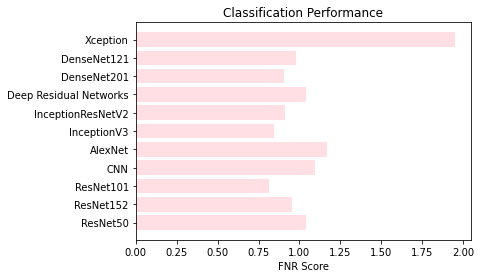 Classification Performance
Xception
DenseNet121
DenseNet201
Deep Residual Networks
InceptionResNetV2
InceptionV3
AlexNet
CNN
ResNet101
ResNet152
ResNet50
0.00 0.25 0.50 0.75 1.00 1.25 1.50 1.75 2.00
FNR Score